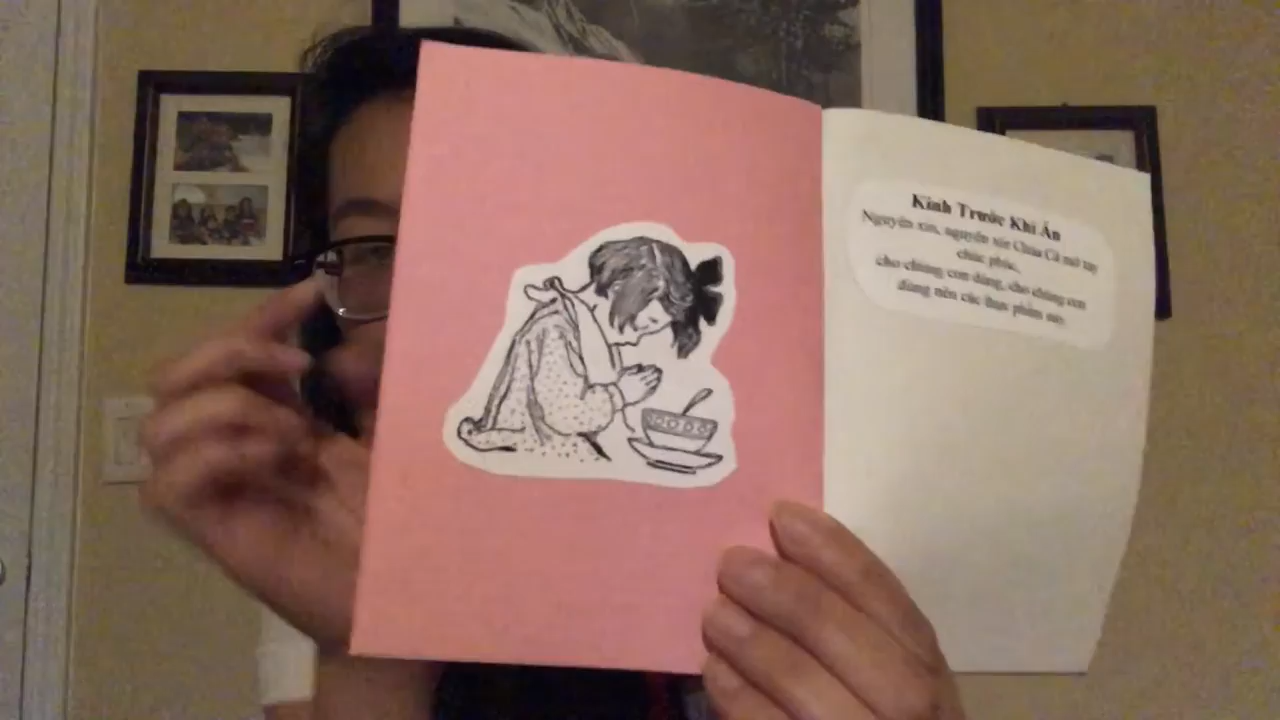 Kinh Trước Khi Ăn
Nguyện xin, nguyện xin Chúa Cả mở tay
chúc phúc,
cho chúng con dùng, cho chúng con
dùng nên các thực phẩm này.